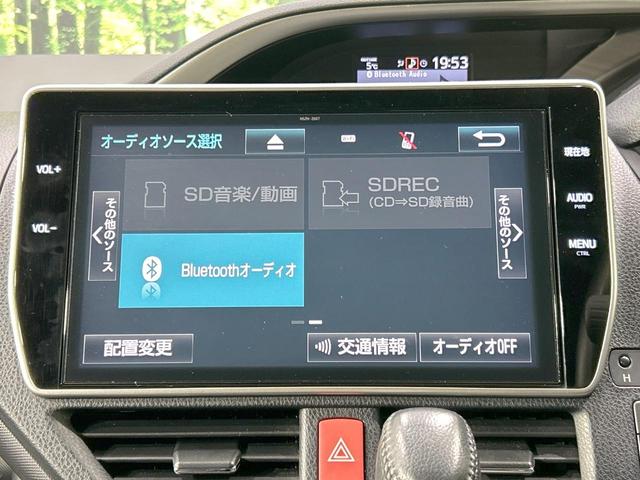 OUTSIDE
5℃
19:53
Bluetooth Audio
VOL+
VOL-
オーディオソース選択
Wi-Fi
現在地
AUDIO
PWR
MENU
CTRL
SD音楽/動画
SDREC
(CD⇒SD録音曲)
その他のソース
その他のソース
Bluetoothオーディオ
配置変更
交通情報
オーディオOFF
H